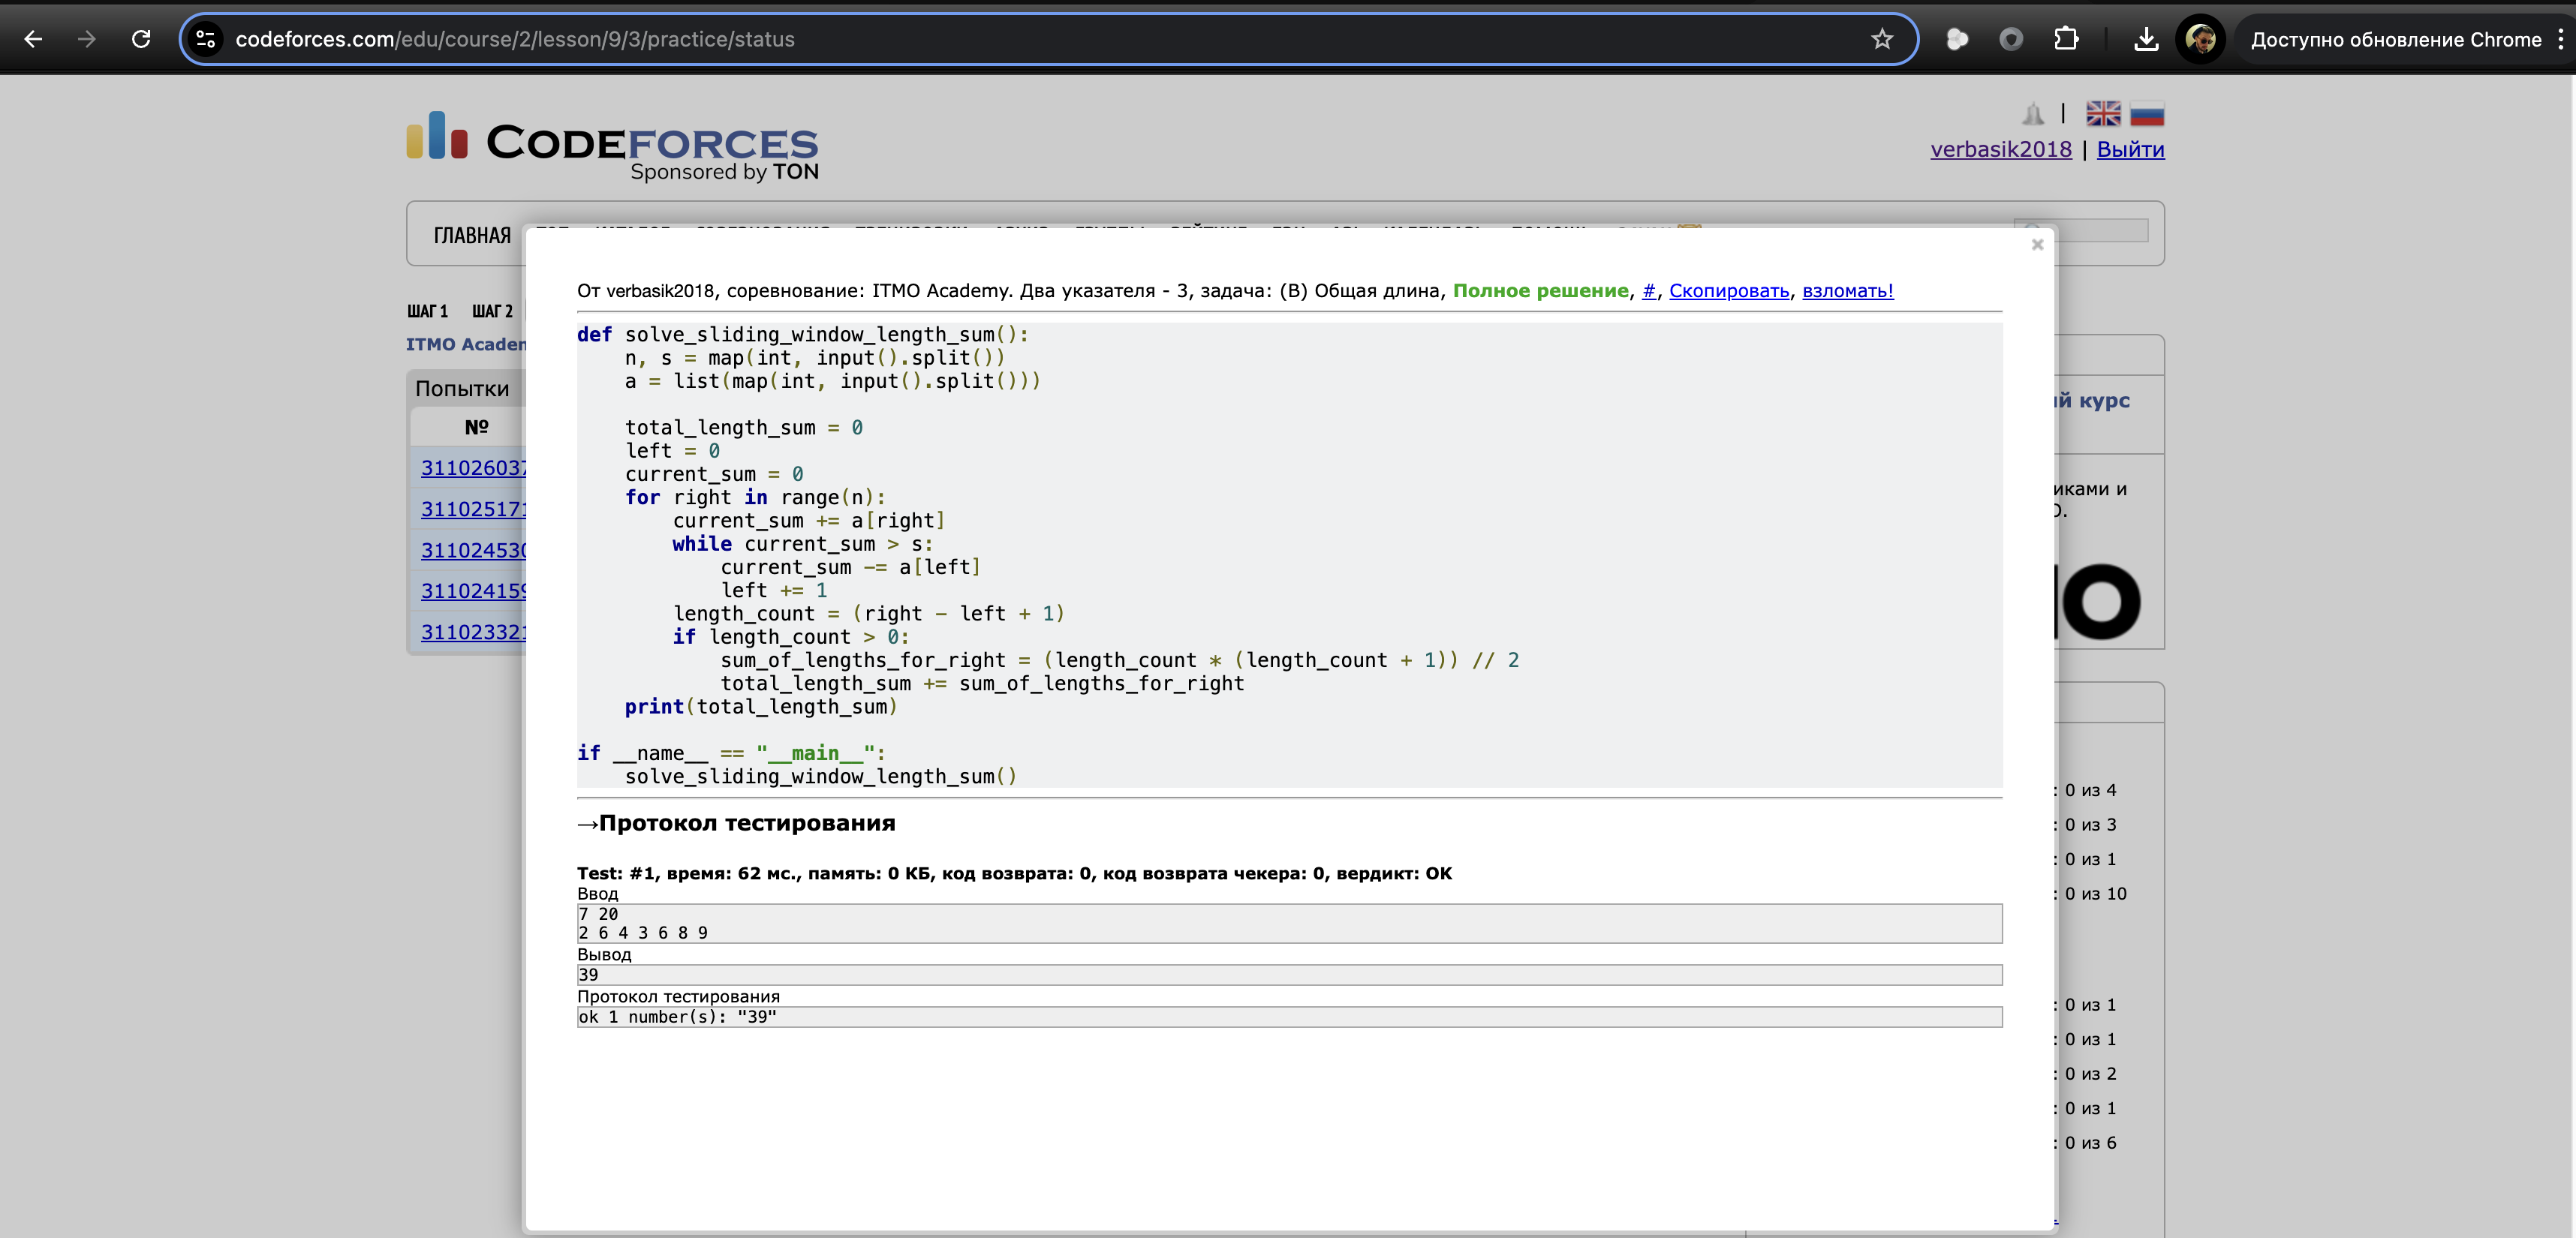 codeforces.com/edu/course/2/lesson/9/3/practice/status
Доступно обновление Chrome
CODEFORCES
Sponsored by TON
|
verbasik2018 | Выйти
ГЛАВНАЯ
ШАГ 1 ШАГ 2
ITMO Academ
Попытки
№
311026037
311025171
311024530
311024159
311023321
×
От verbasik2018, соревнование: ITMO Academy. Два указателя - 3, задача: (B) Общая длина, Полное решение, #, Скопировать, взломать!
def solve_sliding_window_length_sum():
    n, s = map(int, input().split())
    a = list(map(int, input().split()))
    total_length_sum = 0
    left = 0
    current_sum = 0
    for right in range(n):
        current_sum += a[right]
        while current_sum > s:
            current_sum -= a[left]
            left += 1
        length_count = (right - left + 1)
        if length_count > 0:
            sum_of_lengths_for_right = (length_count * (length_count + 1)) // 2
            total_length_sum += sum_of_lengths_for_right
    print(total_length_sum)
if __name__ == "__main__":
    solve_sliding_window_length_sum()
→Протокол тестирования
Test: #1, время: 62 мс., память: 0 КБ, код возврата: 0, код возврата чекера: 0, вердикт: OK
Ввод
7 20
2 6 4 3 6 8 9
Вывод
39
Протокол тестирования
ok 1 number(s): "39"
й курс
иками и
: 0 из 4
: 0 из 3
: 0 из 1
: 0 из 10
: 0 из 1
: 0 из 1
: 0 из 2
: 0 из 1
: 0 из 6